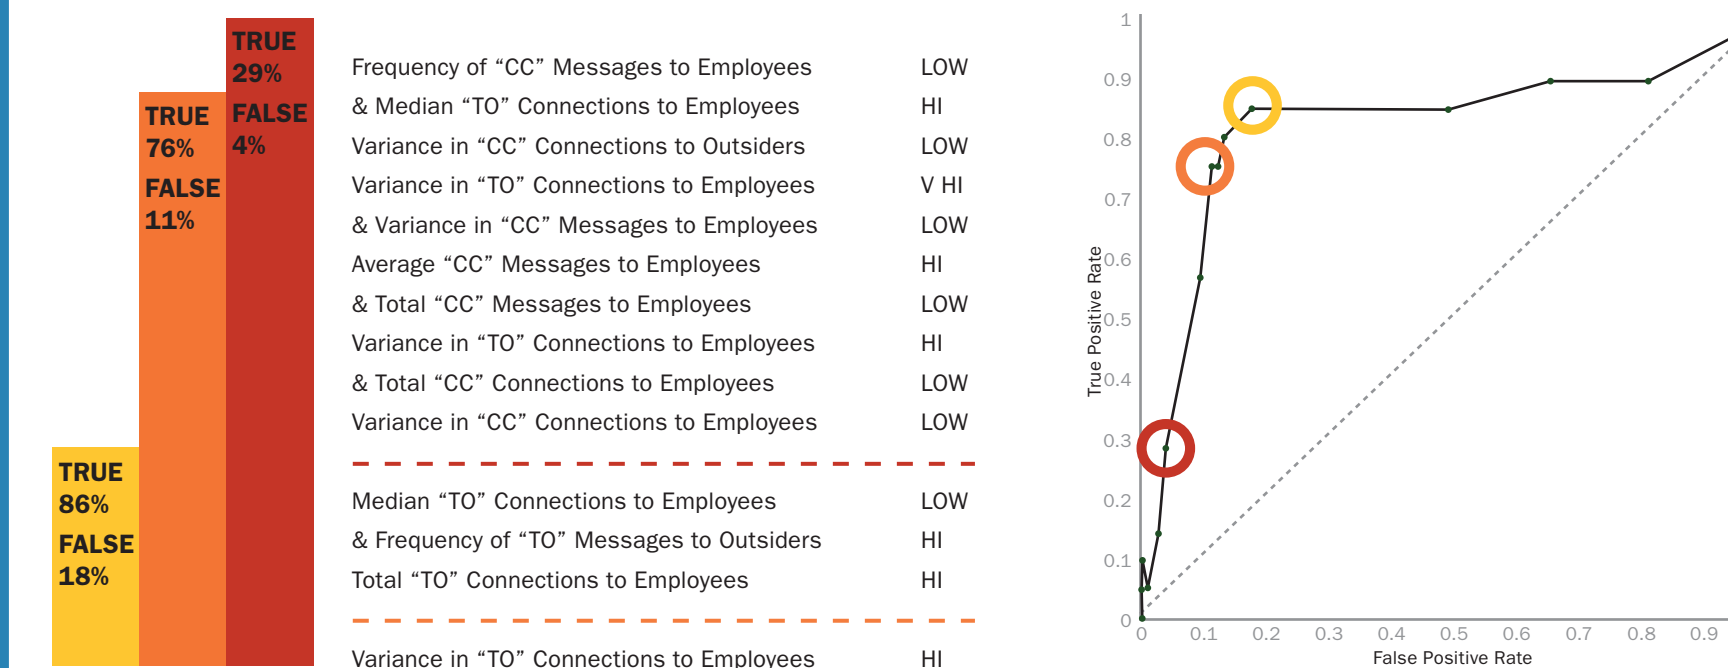 TRUE
29%
FALSE
4%
TRUE
76%
FALSE
11%
TRUE
86%
FALSE
18%
Frequency of “CC” Messages to Employees LOW
& Median “TO” Connections to Employees HI
Variance in “CC” Connections to Outsiders LOW
Variance in “TO” Connections to Employees V HI
& Variance in “CC” Messages to Employees LOW
Average “CC” Messages to Employees HI
& Total “CC” Messages to Employees LOW
Variance in “TO” Connections to Employees HI
& Total “CC” Connections to Employees LOW
Variance in “CC” Connections to Employees LOW
Median “TO” Connections to Employees LOW
& Frequency of “TO” Messages to Outsiders HI
Total “TO” Connections to Employees HI
Variance in “TO” Connections to Employees HI
True Positive Rate
1
0.9
0.8
0.7
0.6
0.5
0.4
0.3
0.2
0.1
0
0 0.1 0.2 0.3 0.4 0.5 0.6 0.7 0.8 0.9
False Positive Rate